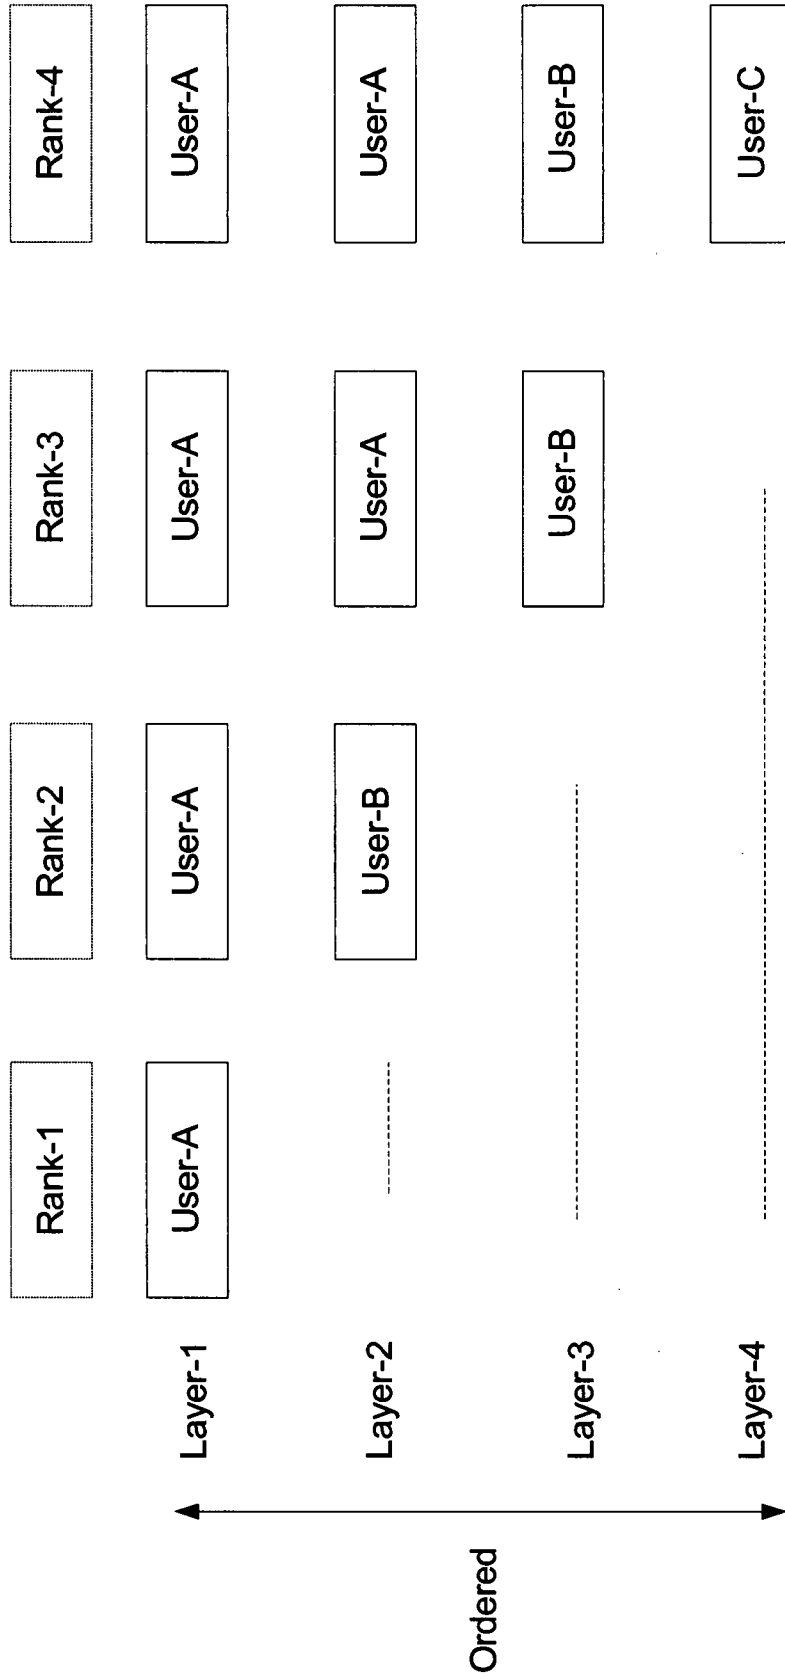 Rank-1
Rank-2
Rank-3
Rank-4
Layer-1
User-A
User-A
User-A
User-A
Layer-2
User-B
User-A
User-A
Layer-3
User-B
User-B
Layer-4
User-C
Ordered